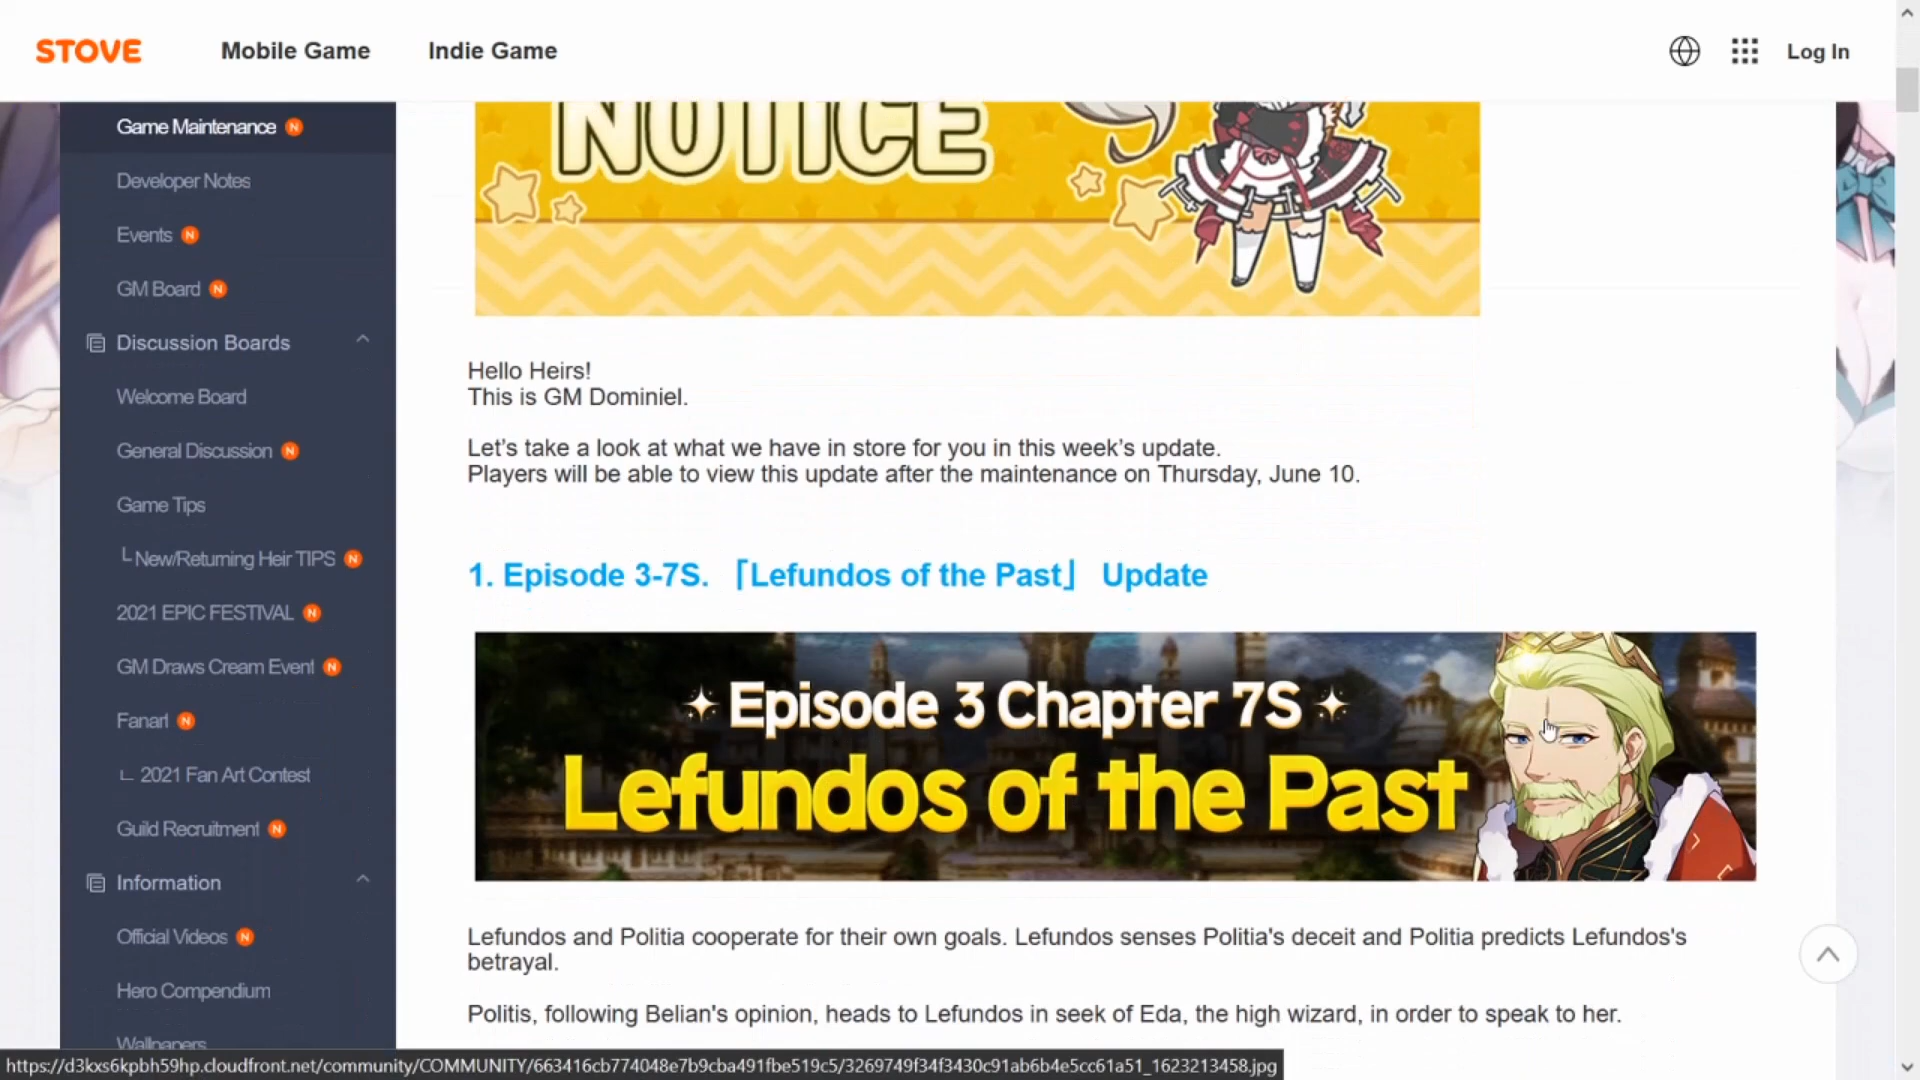 STOVE
Mobile Game
Indie Game
Log In
Game Maintenance N
Developer Notes
Events N
GM Board N
Discussion Boards
Welcome Board
General Discussion N
Game Tips
└ New/Returning Heir TIPS N
2021 EPIC FESTIVAL N
GM Draws Cream Event N
Fanart N
ㄴ 2021 Fan Art Contest
Guild Recruitment N
Information
Official Videos N
Hero Compendium
Wallpapers
NOTICE
Hello Heirs!
This is GM Dominiel.
Let's take a look at what we have in store for you in this week's update.
Players will be able to view this update after the maintenance on Thursday, June 10.
1. Episode 3-7S. ｢Lefundos of the Past｣ Update
Episode 3 Chapter 7S
Lefundos of the Past
Lefundos and Politia cooperate for their own goals. Lefundos senses Politia's deceit and Politia predicts Lefundos's
betrayal.
Politis, following Belian's opinion, heads to Lefundos in seek of Eda, the high wizard, in order to speak to her.
https://d3kxs6kpbh59hp.cloudfront.net/community/COMMUNITY/663416cb774048e7b9cba491fbe519c5/3269749f34f3430c91ab6b4e5cc61a51_1623213458.jpg